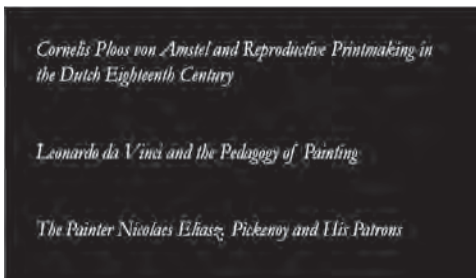 Cornelis Ploos von Amstel and Reproductive Printmaking in
the Dutch Eighteenth Century
Leonardo da Vinci and the Pedagogy of Painting
The Painter Nicolaes Eliasz. Pickenoy and His Patrons